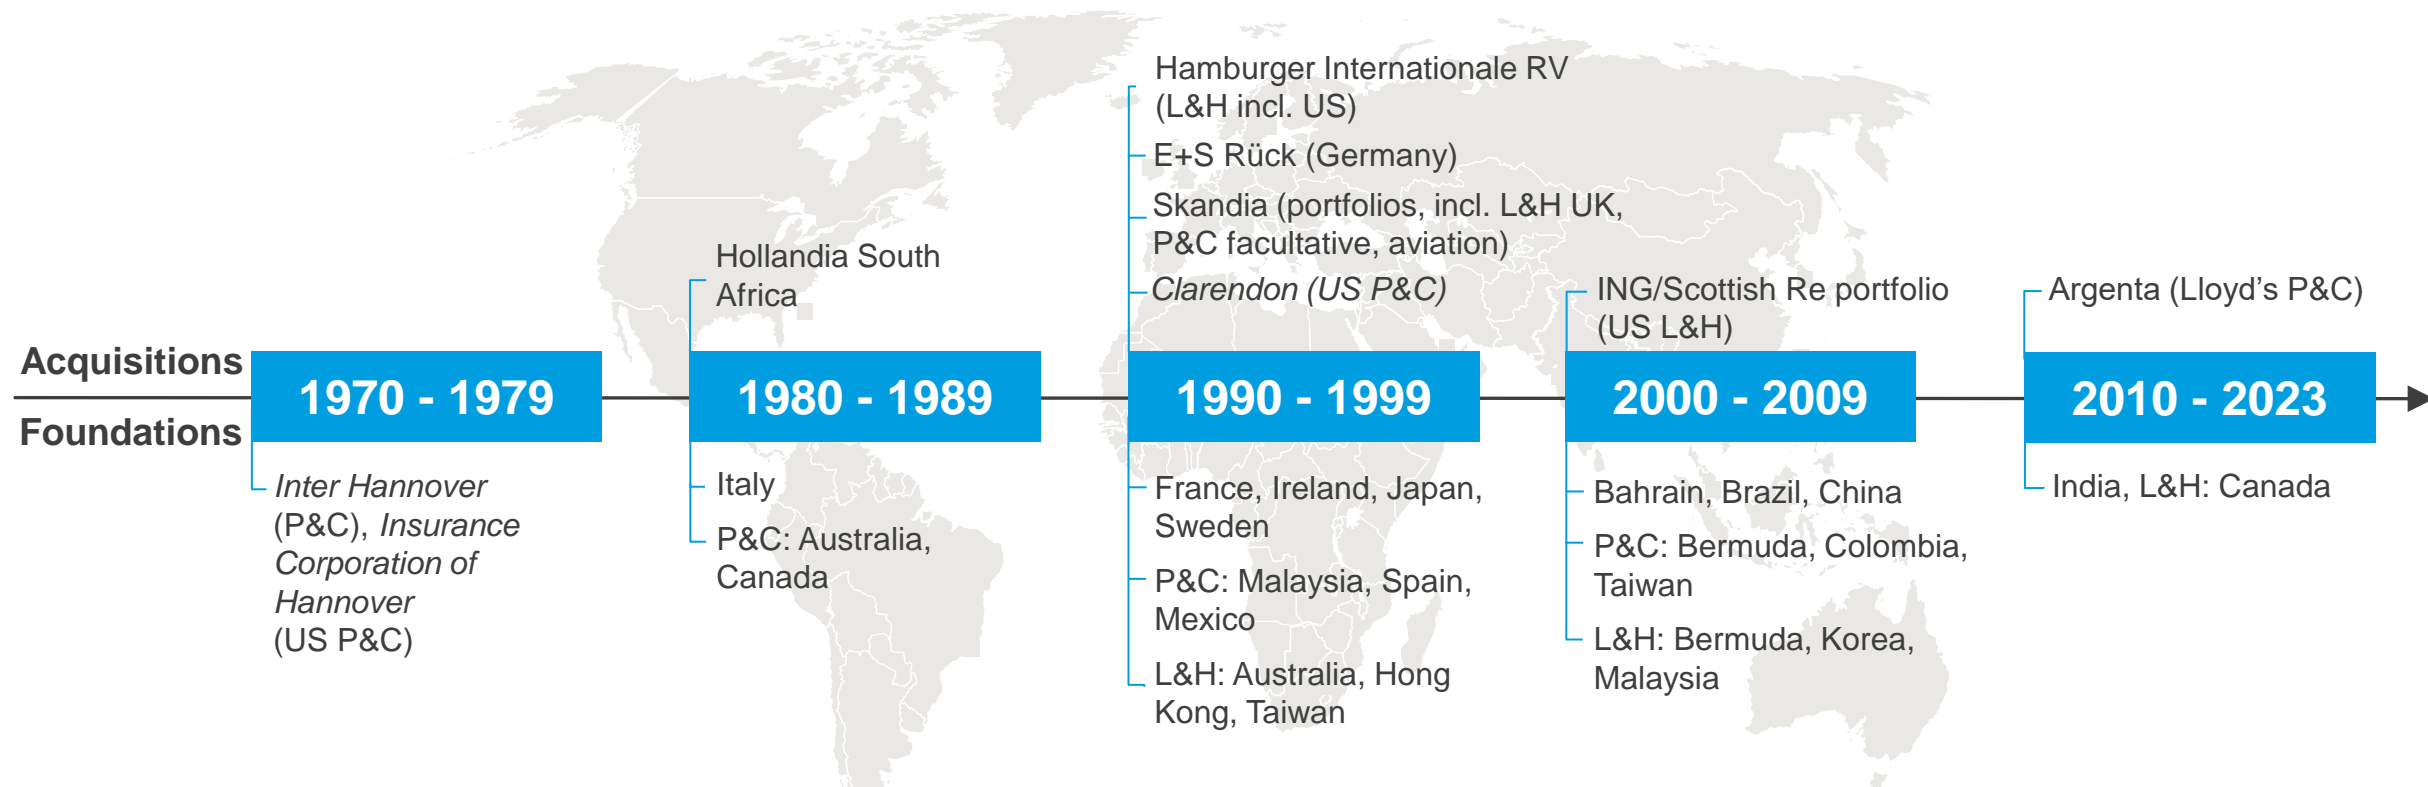 Acquisitions
Foundations
1970 - 1979
Inter Hannover
(P&C), Insurance
Corporation of
Hannover
(US P&C)
Hollandia South
Africa
1980 - 1989
Italy
P&C: Australia,
Canada
Hamburger Internationale RV
(L&H incl. US)
E+S Rück (Germany)
Skandia (portfolios, incl. L&H UK,
P&C facultative, aviation)
Clarendon (US P&C)
1990 - 1999
France, Ireland, Japan,
Sweden
P&C: Malaysia, Spain,
Mexico
L&H: Australia, Hong
Kong, Taiwan
ING/Scottish Re portfolio
(US L&H)
2000 - 2009
Bahrain, Brazil, China
P&C: Bermuda, Colombia,
Taiwan
L&H: Bermuda, Korea,
Malaysia
Argenta (Lloyd’s P&C)
2010 - 2023
India, L&H: Canada